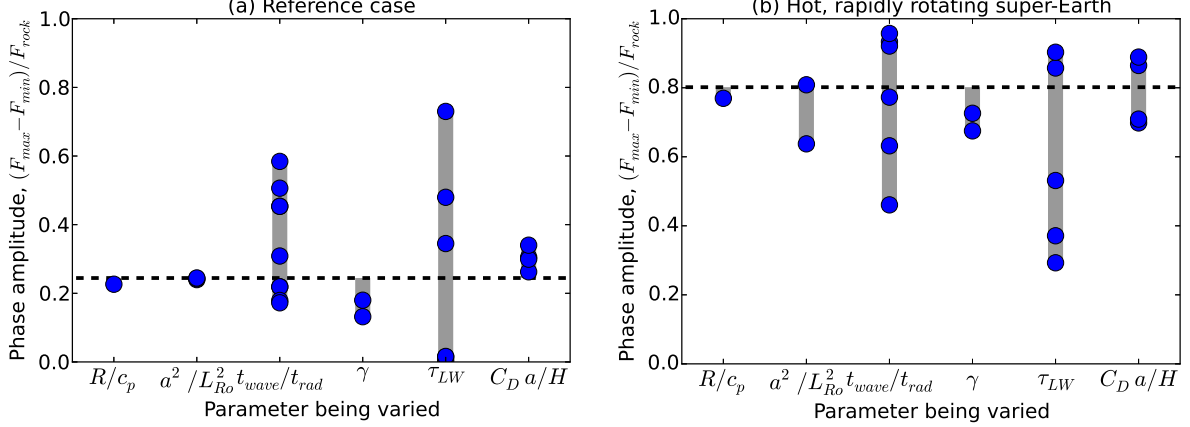 (a) Reference case
Phase amplitude, (F_max−F_min)/F_rock
1.0
0.8
0.6
0.4
0.2
0.0
R/c_p a²/L²_Ro t_wave/t_rad γ τ_LW C_D a/H
Parameter being varied
(b) Hot, rapidly rotating super-Earth
Phase amplitude, (F_max−F_min)/F_rock
1.0
0.8
0.6
0.4
0.2
0.0
R/c_p a²/L²_Ro t_wave/t_rad γ τ_LW C_D a/H
Parameter being varied